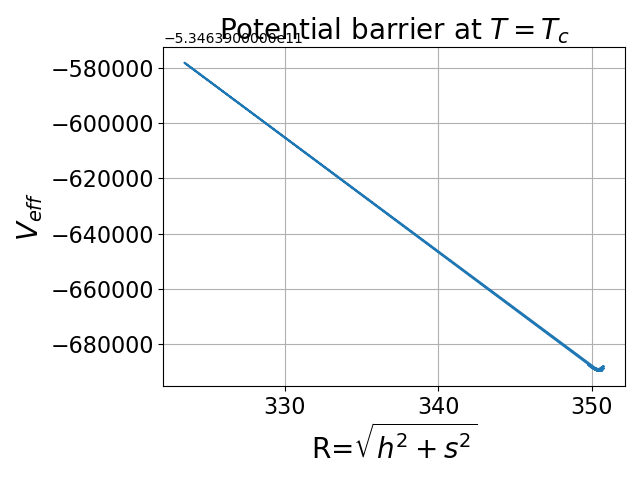 Potential barrier at $T = T_c$
−5.3463900000e11
−580000
−600000
−620000
−640000
−660000
−680000
$V_{eff}$
330 340 350
R=$\sqrt{h^2 + s^2}$